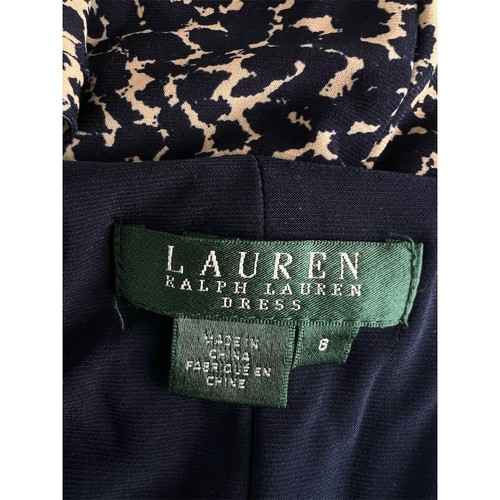 LAUREN
RALPH LAUREN
DRESS
MADE IN
CHINA
FABRIQUÉ EN
CHINE
8